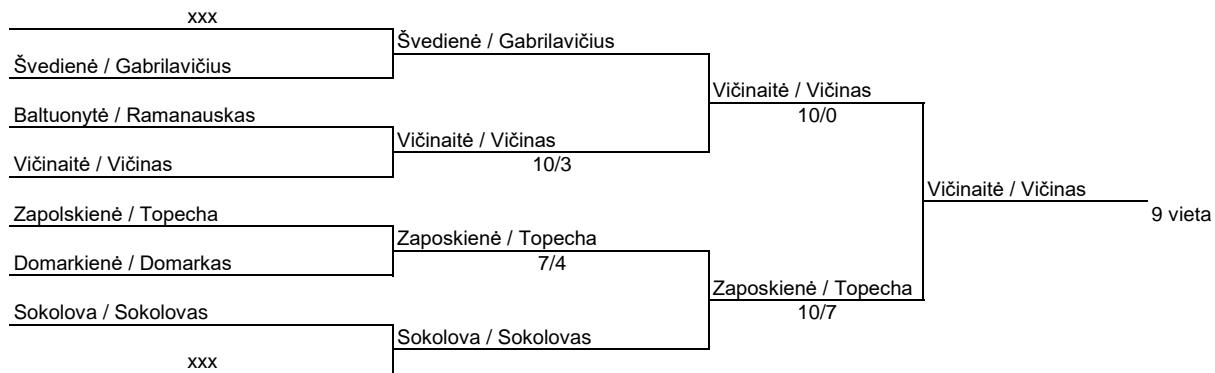 xxx
Švedienė / Gabrilavičius
Švedienė / Gabrilavičius
Vičinaitė / Vičinas
10/0
Baltuonytė / Ramanauskas
Vičinaitė / Vičinas
10/3
Vičinaitė / Vičinas
Vičinaitė / Vičinas
9 vieta
Zapolskienė / Topecha
Zaposkienė / Topecha
7/4
Domarkienė / Domarkas
Zaposkienė / Topecha
10/7
Sokolova / Sokolovas
Sokolova / Sokolovas
xxx